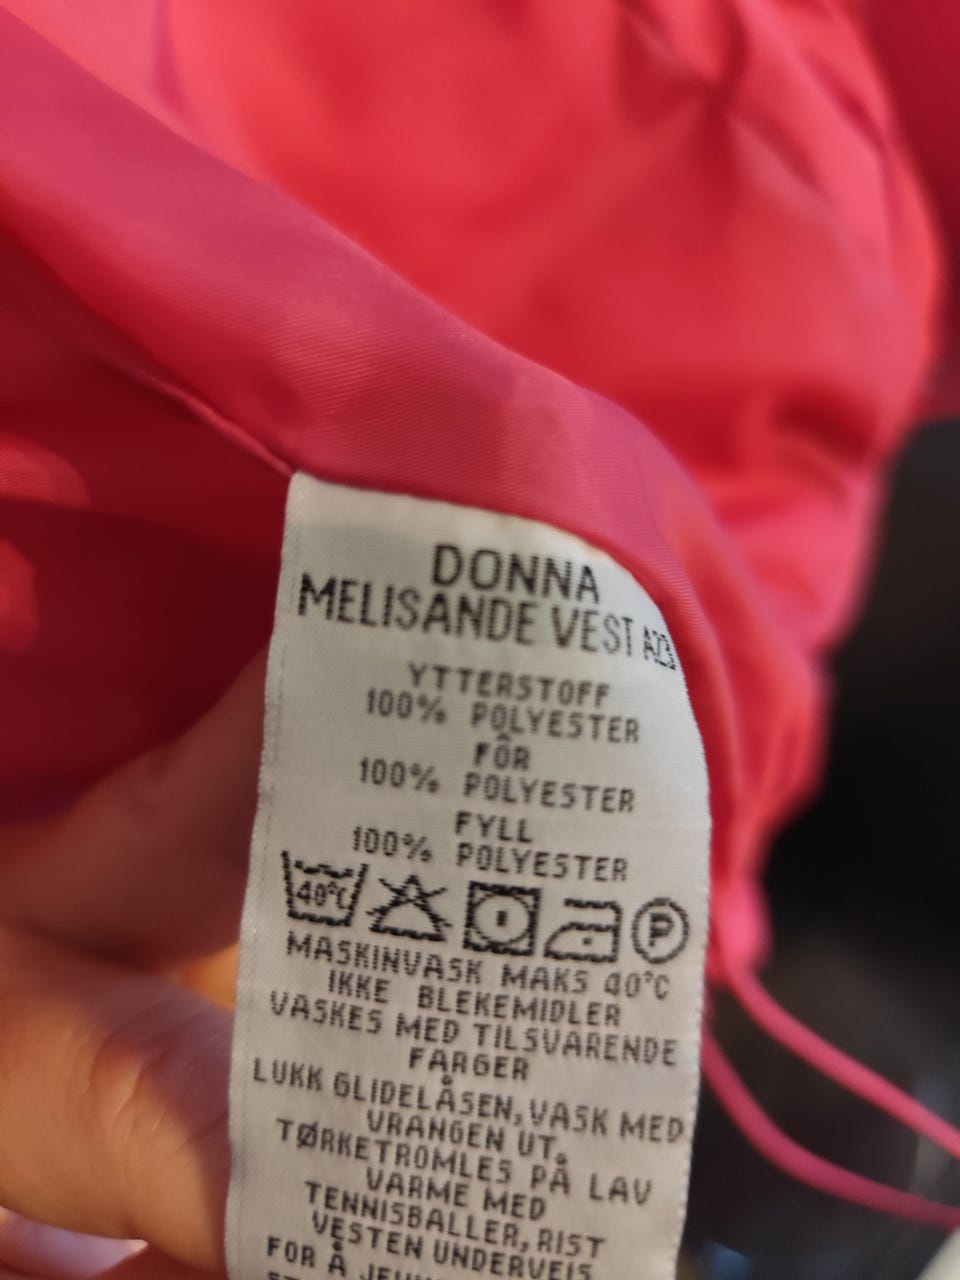 DONNA
MELISANDE VEST A23
YTTERSTOFF
100% POLYESTER
FÔR
100% POLYESTER
FYLL
100% POLYESTER
40°C P
MASKINVASK MAKS 40°C
IKKE BLEKEMIDLER
VASKES MED TILSVARENDE
FARGER
LUKK GLIDELÅSEN, VASK MED
VRANGEN UT.
TØRKETROMLES PÅ LAV
VARME MED
TENNISBALLER, RIST
VESTEN UNDERVEIS
FOR Å